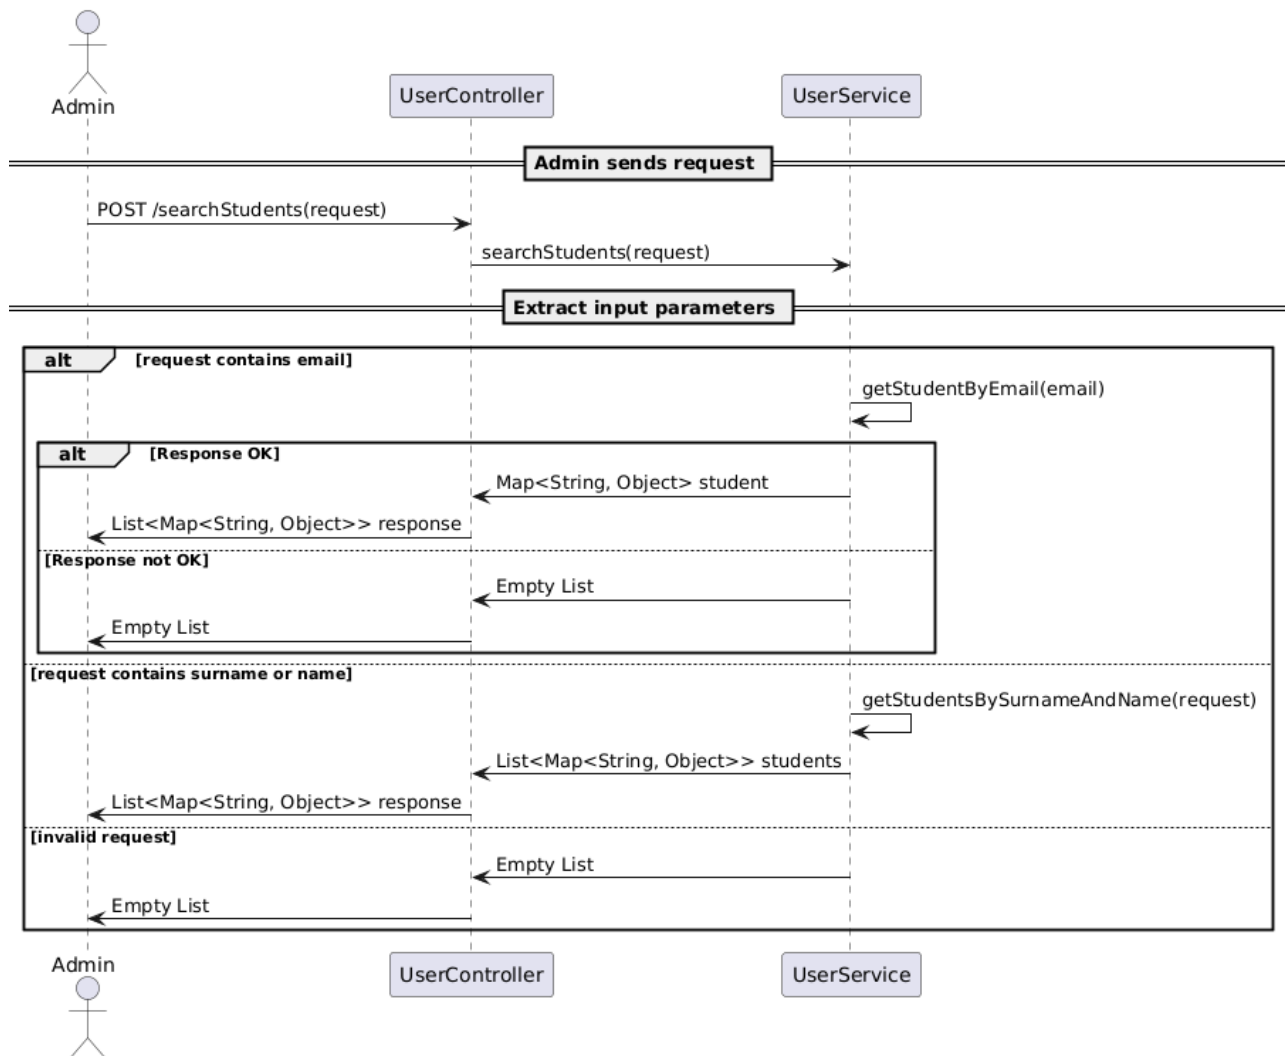 Admin
UserController
UserService
Admin sends request
POST /searchStudents(request)
searchStudents(request)
Extract input parameters
alt [request contains email]
getStudentByEmail(email)
alt [Response OK]
Map<String, Object> student
List<Map<String, Object>> response
[Response not OK]
Empty List
Empty List
[request contains surname or name]
getStudentsBySurnameAndName(request)
List<Map<String, Object>> students
List<Map<String, Object>> response
[invalid request]
Empty List
Empty List
Admin
UserController
UserService